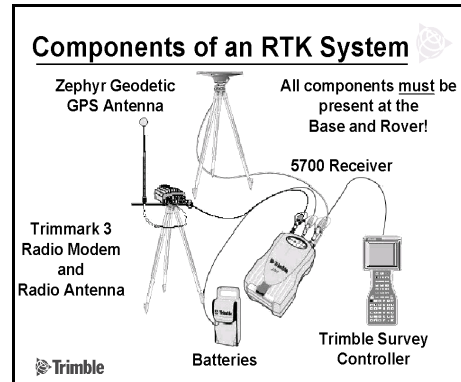 Components of an RTK System
Zephyr Geodetic
GPS Antenna
All components must be
present at the
Base and Rover!
5700 Receiver
Trimmark 3
Radio Modem
and
Radio Antenna
Trimble
Batteries
Trimble Survey
Controller
Trimble